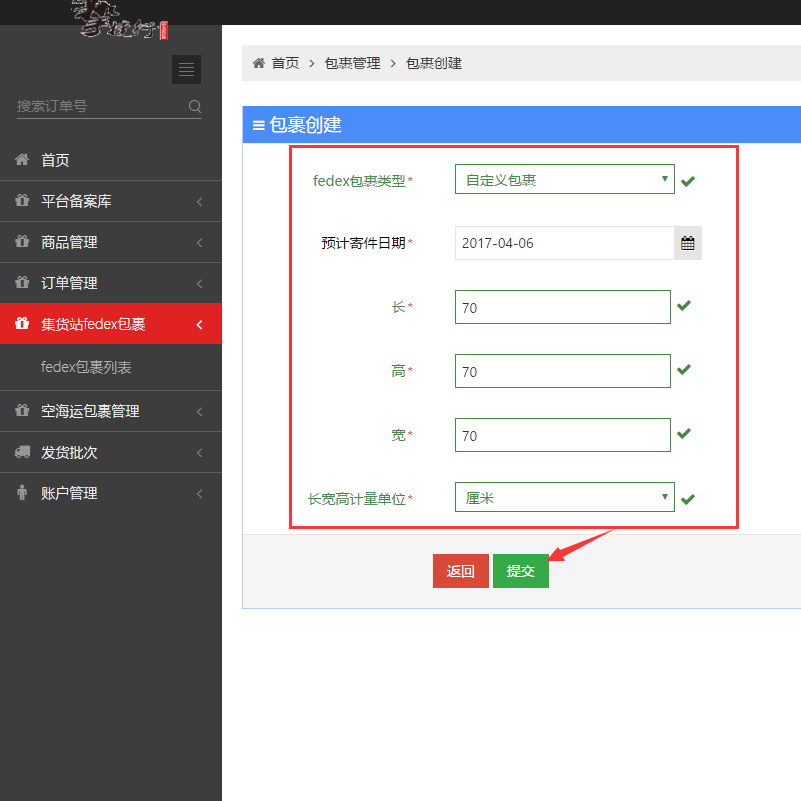 搜索订单号
首页
平台备案库
商品管理
订单管理
集货站fedex包裹
fedex包裹列表
空海运包裹管理
发货批次
账户管理
首页 > 包裹管理 > 包裹创建
包裹创建
fedex包裹类型* 自定义包裹
预计寄件日期* 2017-04-06
长* 70
高* 70
宽* 70
长宽高计量单位* 厘米
返回 提交